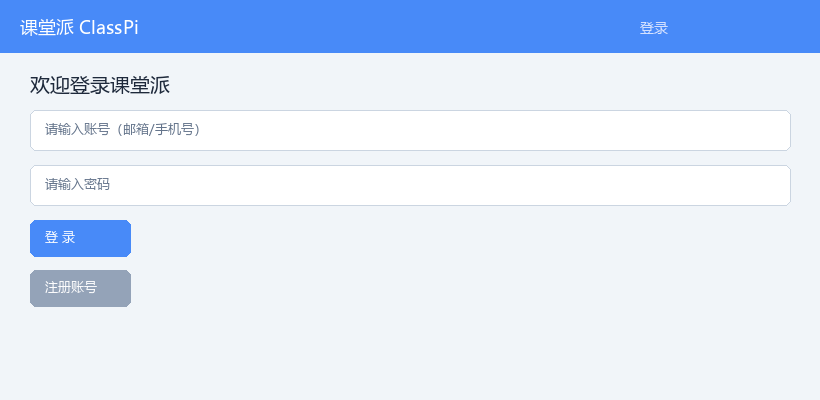 课堂派 ClassPi
登录
欢迎登录课堂派
请输入账号（邮箱/手机号）
请输入密码
登 录
注册账号